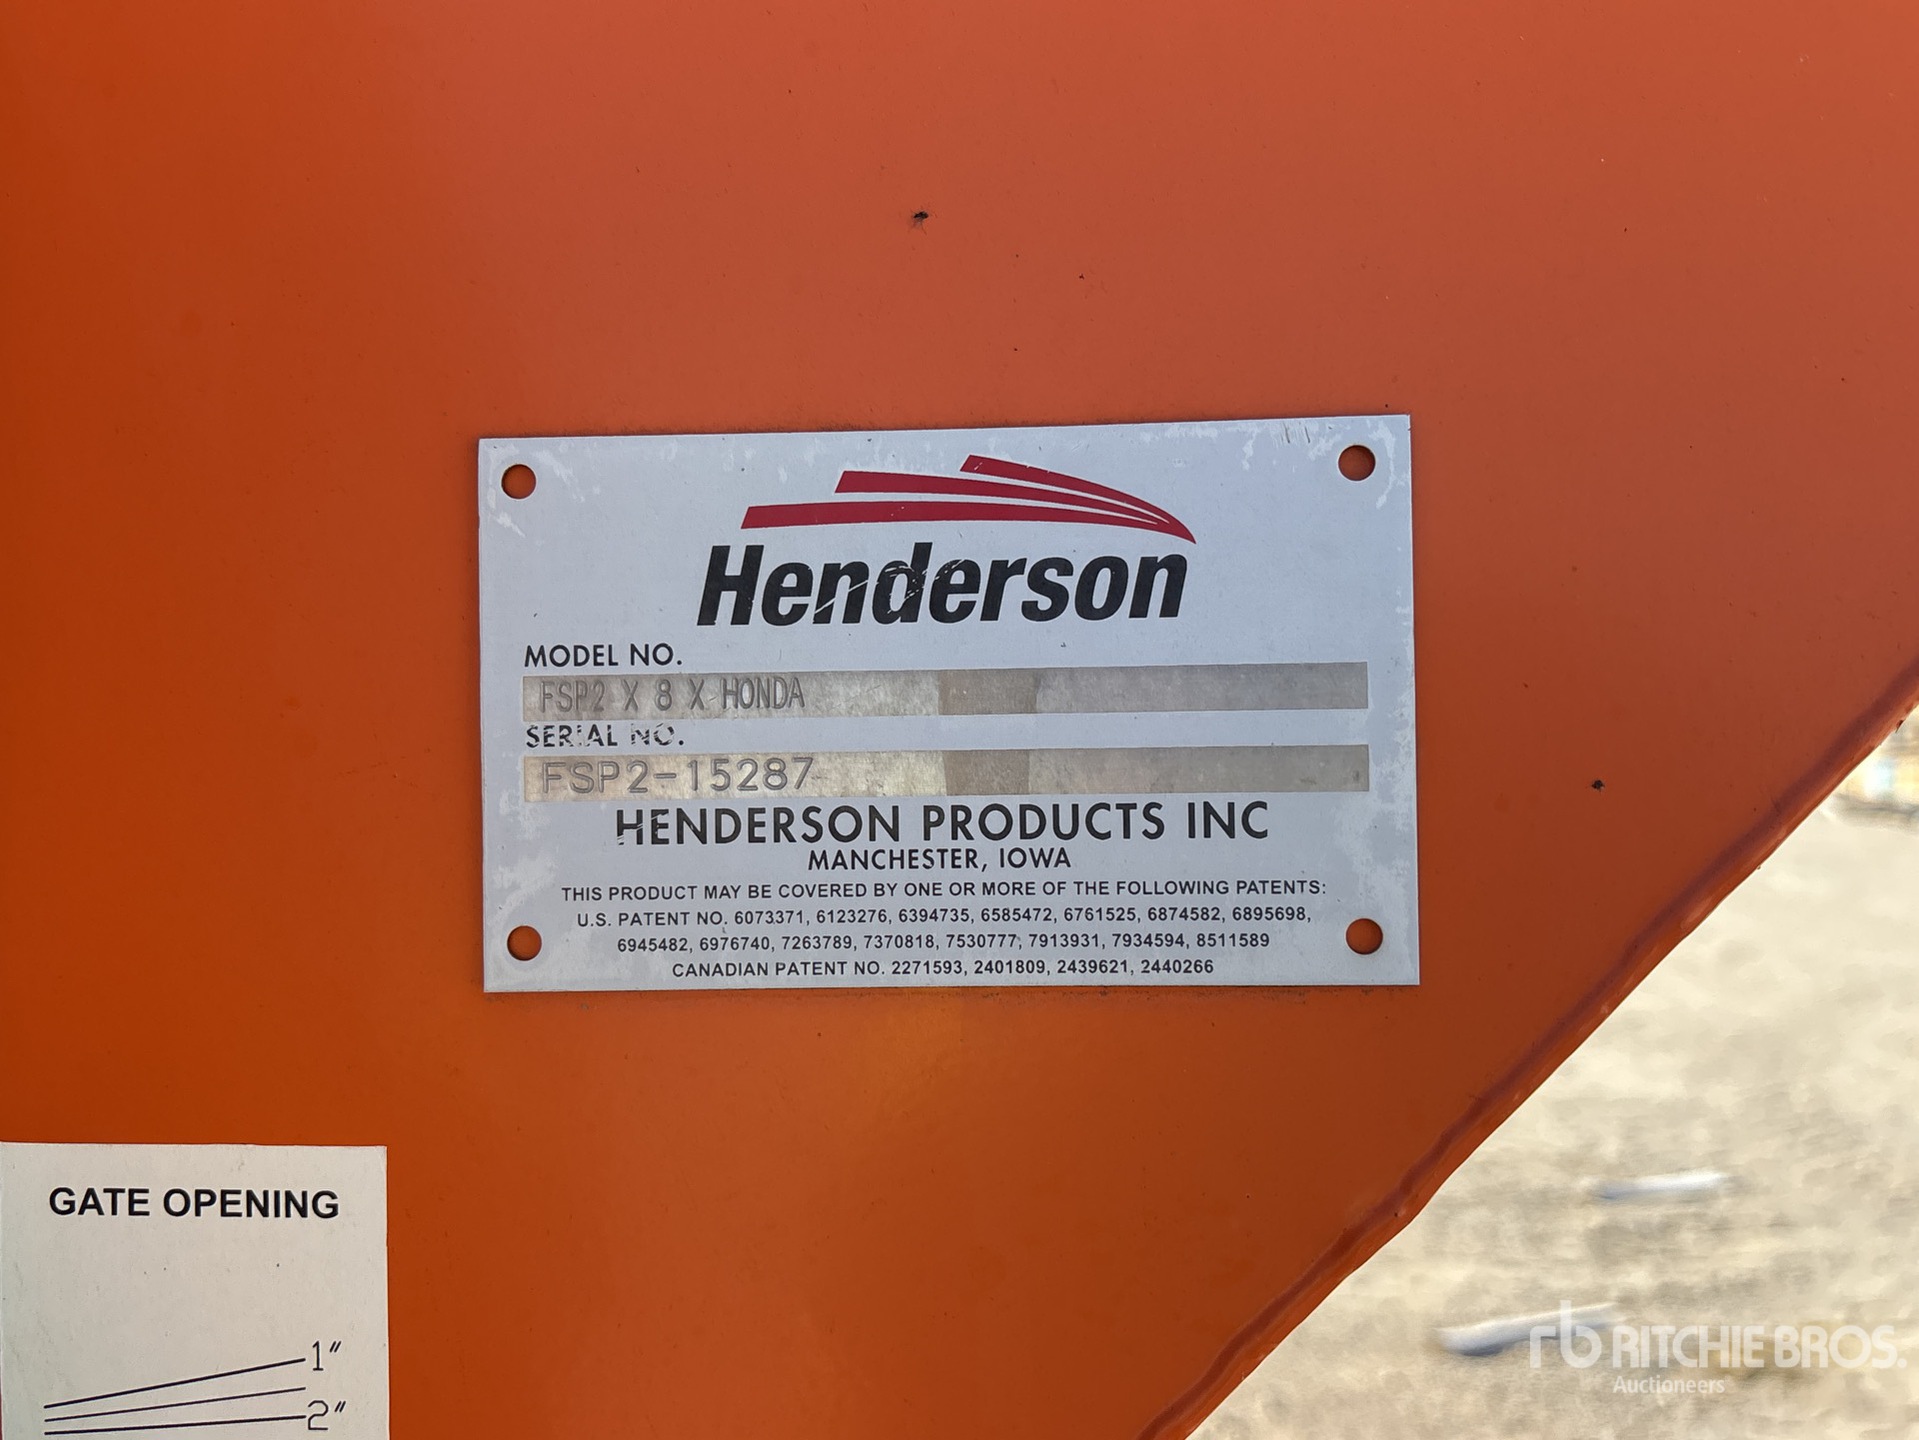 Henderson
MODEL NO.
FSP2 X 8 X HONDA
SERIAL NO.
FSP2-15287
HENDERSON PRODUCTS INC
MANCHESTER, IOWA
THIS PRODUCT MAY BE COVERED BY ONE OR MORE OF THE FOLLOWING PATENTS:
U.S. PATENT NO. 6073371, 6123276, 6394735, 6585472, 6761525, 6874582, 6895698,
6945482, 6976740, 7263789, 7370818, 7530777, 7913931, 7934594, 8511589
CANADIAN PATENT NO. 2271593, 2401809, 2439621, 2440266
GATE OPENING
1"
2"
rb RITCHIE BROS.
Auctioneers